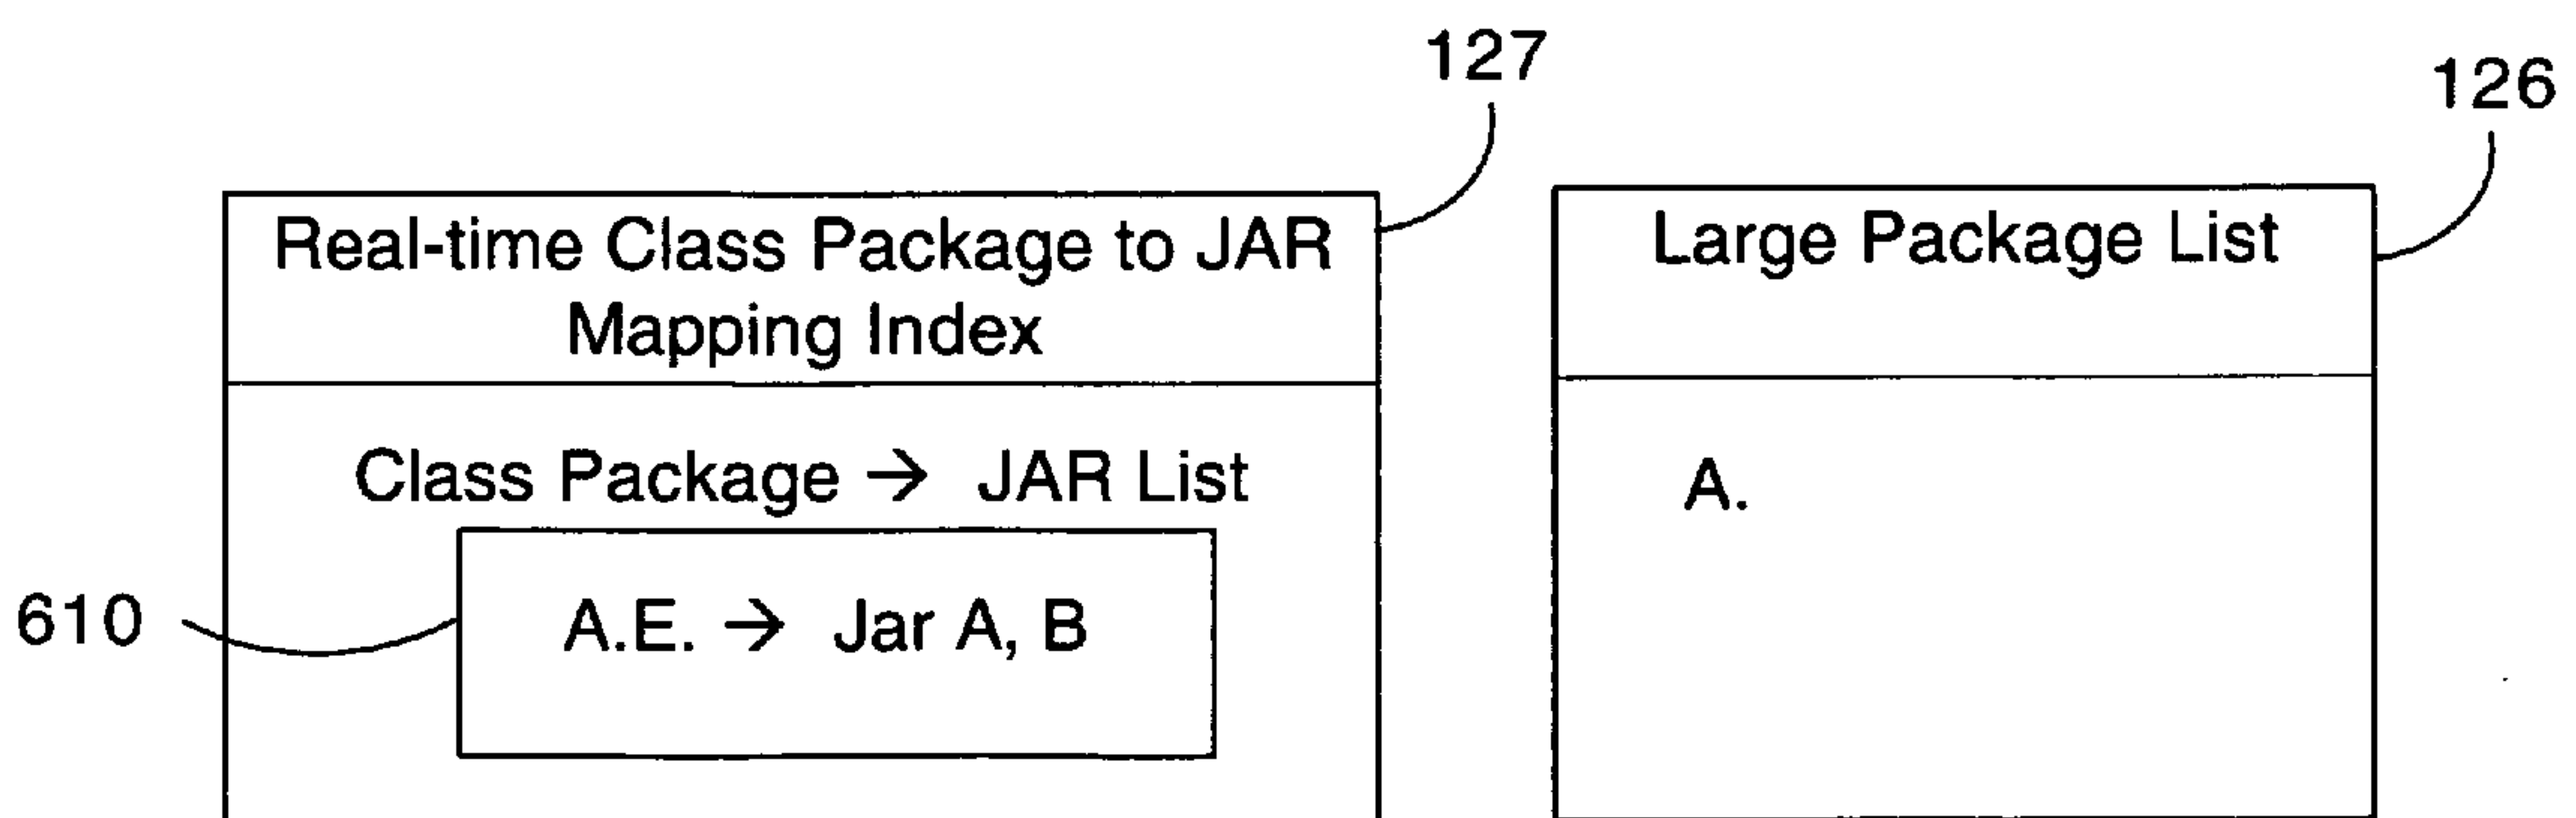 127
126
Real-time Class Package to JAR
Mapping Index
Large Package List
Class Package → JAR List
A.
610
A.E. → Jar A, B